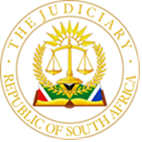 • THE JUDICIARY •
REPUBLIC OF SOUTH AFRICA